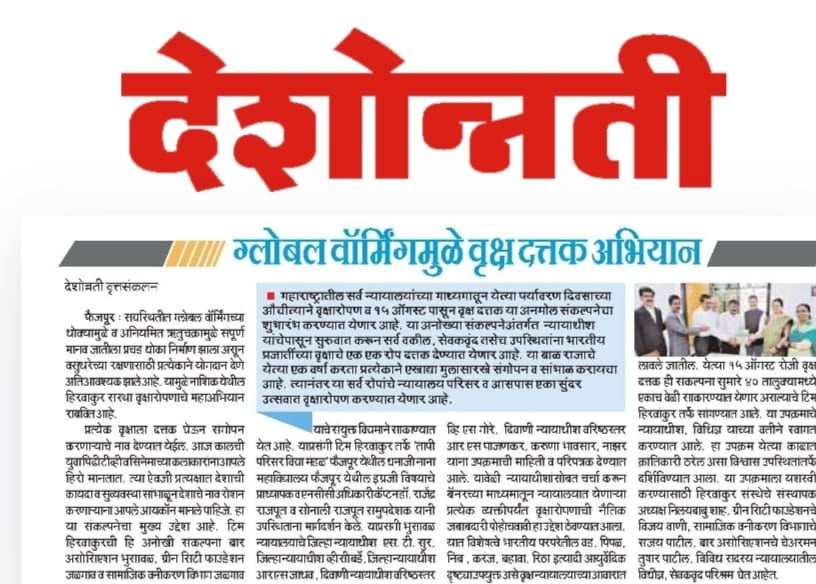 देशोन्नती
ग्लोबल वॉर्मिंगमुळे वृक्ष दत्तक अभियान
देशोन्नती वृत्तसंकलन
फैजपूर : सद्यस्थितीत ग्लोबल वॉर्मिंगच्या
धोक्यामुळे व अनियमित ऋतुचक्रामुळे संपूर्ण
मानव जातीला प्रचंड धोका निर्माण झाला असून
वसुंधरेच्या रक्षणासाठी प्रत्येकाने योगदान देणे
अतिआवश्यक झाले आहे. यामुळे नाशिक येथील
हिरवांकुर सारथी वृक्षारोपणाचे महाअभियान
राबवित आहे.
प्रत्येक वृक्षाला दत्तक घेऊन संगोपन
करणाऱ्याचे नाव देण्यात येईल. आज कालची
युवापिढी टीव्ही व सिनेमाच्या कलाकारांना आपले
हिरो मानतात. त्या ऐवजी प्रत्यक्षात देशाची
कायदा व सुव्यवस्था सांभाळून देशाचे नाव रोशन
करणाऱ्यांना आपले आयकॉन मानले पाहिजे. हा
या संकल्पनेचा मुख्य उद्देश आहे. टिम
हिरवांकुरची हि अनोखी संकल्पना बार
असोसिएशन भुसावळ, ग्रीन सिटी फाउंडेशन
जळगाव व सामाजिक वनीकरण विभाग जळगाव
■ महाराष्ट्रातील सर्व न्यायालयांच्या माध्यमातून येत्या पर्यावरण दिवसाच्या
औचीत्याने वृक्षारोपण व १५ ऑगस्ट पासून वृक्ष दत्तक या अनमोल संकल्पनेचा
शुभारंभ करण्यात येणार आहे. या अनोख्या संकल्पनेअंतर्गत न्यायाधीश
यांचेपासून सुरुवात करून सर्व वकील, सेवकवृंद तसेच उपस्थितांना भारतीय
प्रजातींच्या वृक्षाचे एक एक रोप दत्तक देण्यात येणार आहे. या बाळ राजाचे
येत्या एक वर्षा करता प्रत्येकाने एखाद्या मुलासारखे संगोपन व सांभाळ करायचा
आहे. त्यानंतर या सर्व रोपांचे न्यायालय परिसर व आसपास एका सुंदर
उत्सवात वृक्षारोपण करण्यात येणार आहे.
यांचे संयुक्त विद्यमाने साकारण्यात
येत आहे. याप्रसंगी टिम हिरवांकुर तर्फे 'तापी
परिसर विद्या मंडळ' फैजपूर येथील धनाजी नाना
महाविद्यालय फैजपूर येथील इंग्रजी विषयाचे
प्राध्यापक व एनसीसी अधिकारी कॅप्टन डॉ. राजेंद्र
राजपूत व सोनाली राजपूत रामुपदेशक यांनी
उपस्थितांना मार्गदर्शन केले. याप्रसंगी भुसावळ
न्यायालयाचे जिल्हा न्यायाधीश एस. टी. सुर.
जिल्हा न्यायाधीश व्ही सी बर्डे, जिल्हा न्यायाधीश
आर एस जाधव, दिवाणी न्यायाधीश वरिष्ठस्तर
व्हि एस गोरे. दिवाणी न्यायाधीश वरिष्ठस्तर
आर एस पाजणकर, करुणा भावसार, नाझर
यांना उपक्रमाची माहिती व परिपत्रक देण्यात
आले. यावेळी न्यायाधीशांसोबत चर्चा करून
बॅनरच्या माध्यमातून न्यायालयात येणाऱ्या
प्रत्येक व्यक्तीपर्यंत वृक्षारोपणाची नैतिक
जबाबदारी पोहोचवावी हा उद्देश ठेवण्यात आला.
यात विशेषत्वे भारतीय परंपरेतील वड, पिंपळ,
निंब, करंज, बहावा, रिठा इत्यादी आयुर्वेदिक
दृष्ट्या उपयुक्त असे वृक्ष न्यायालयाच्या आवारात
लावले जातील. येत्या १५ ऑगस्ट रोजी वृक्ष
दत्तक ही संकल्पना सुमारे ४० तालुक्यामध्ये
एकाच वेळी साकारण्यात येणार असल्याचे टिम
हिरवांकुर तर्फे सांगण्यात आले. या उपक्रमाचे
न्यायाधीश, विधिज्ञ यांच्या वतीने स्वागत
करण्यात आले. हा उपक्रम येत्या काळात
क्रांतिकारी ठरेल असा विश्वास उपस्थितांतर्फे
दर्शविण्यात आला. या उपक्रमाला यशस्वी
करण्यासाठी हिरवांकुर संस्थेचे संस्थापक
अध्यक्ष निलयबाबु शाह. ग्रीन सिटी फाउंडेशनचे
विजय वाणी, सामाजिक वनीकरण विभागाचे
संजय पाटील. बार असोसिएशनचे चेअरमन
तुषार पाटील. विविध सदस्य न्यायालयातील
विधीज्ञ, सेवकवृंद परिश्रम घेत आहेत.